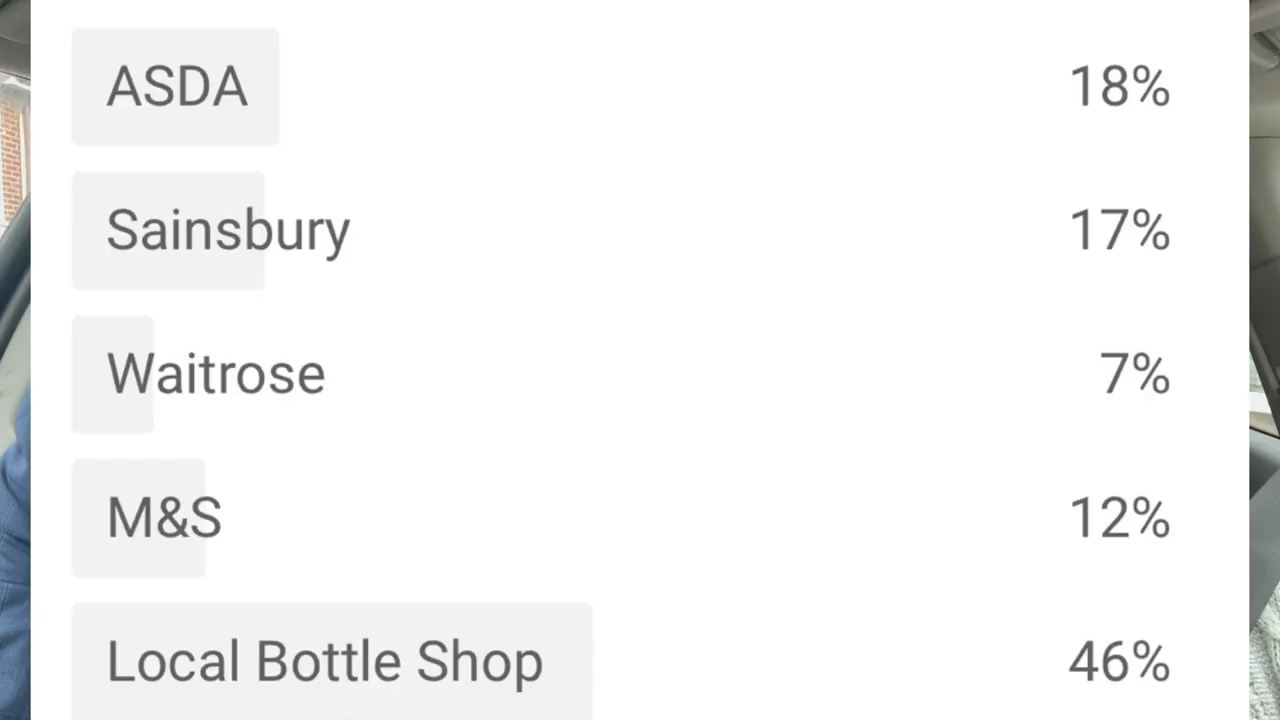 ASDA 18%
Sainsbury 17%
Waitrose 7%
M&S 12%
Local Bottle Shop 46%